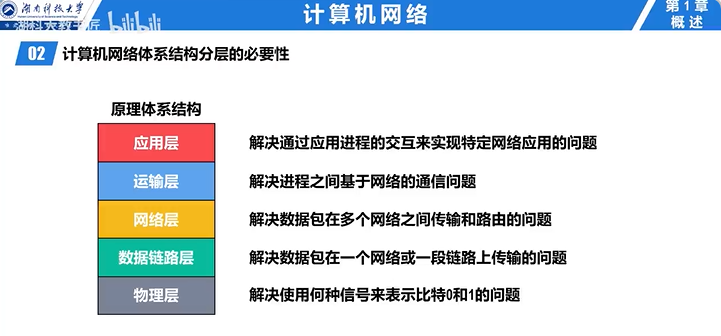 湖南科技大学
计算机网络
第1章
概述
湖科大教书匠 bilibili
02 计算机网络体系结构分层的必要性
原理体系结构
应用层 解决通过应用进程的交互来实现特定网络应用的问题
运输层 解决进程之间基于网络的通信问题
网络层 解决数据包在多个网络之间传输和路由的问题
数据链路层 解决数据包在一个网络或一段链路上传输的问题
物理层 解决使用何种信号来表示比特0和1的问题